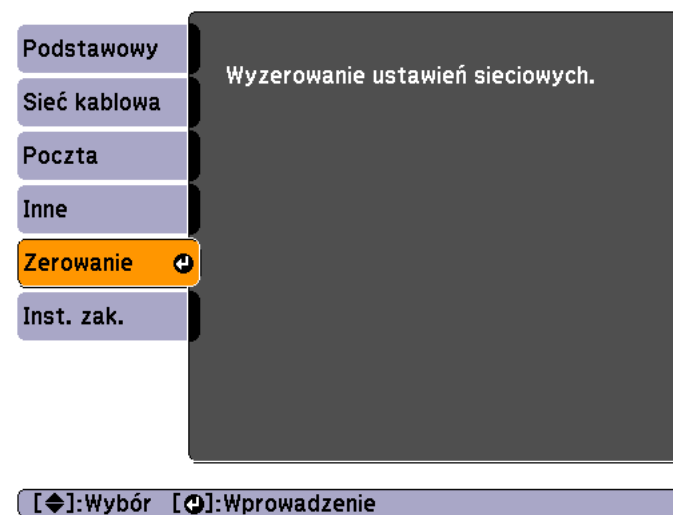 Podstawowy
Sieć kablowa
Poczta
Inne
Zerowanie
Inst. zak.
Wyzerowanie ustawień sieciowych.
[◆]:Wybór [↵]:Wprowadzenie